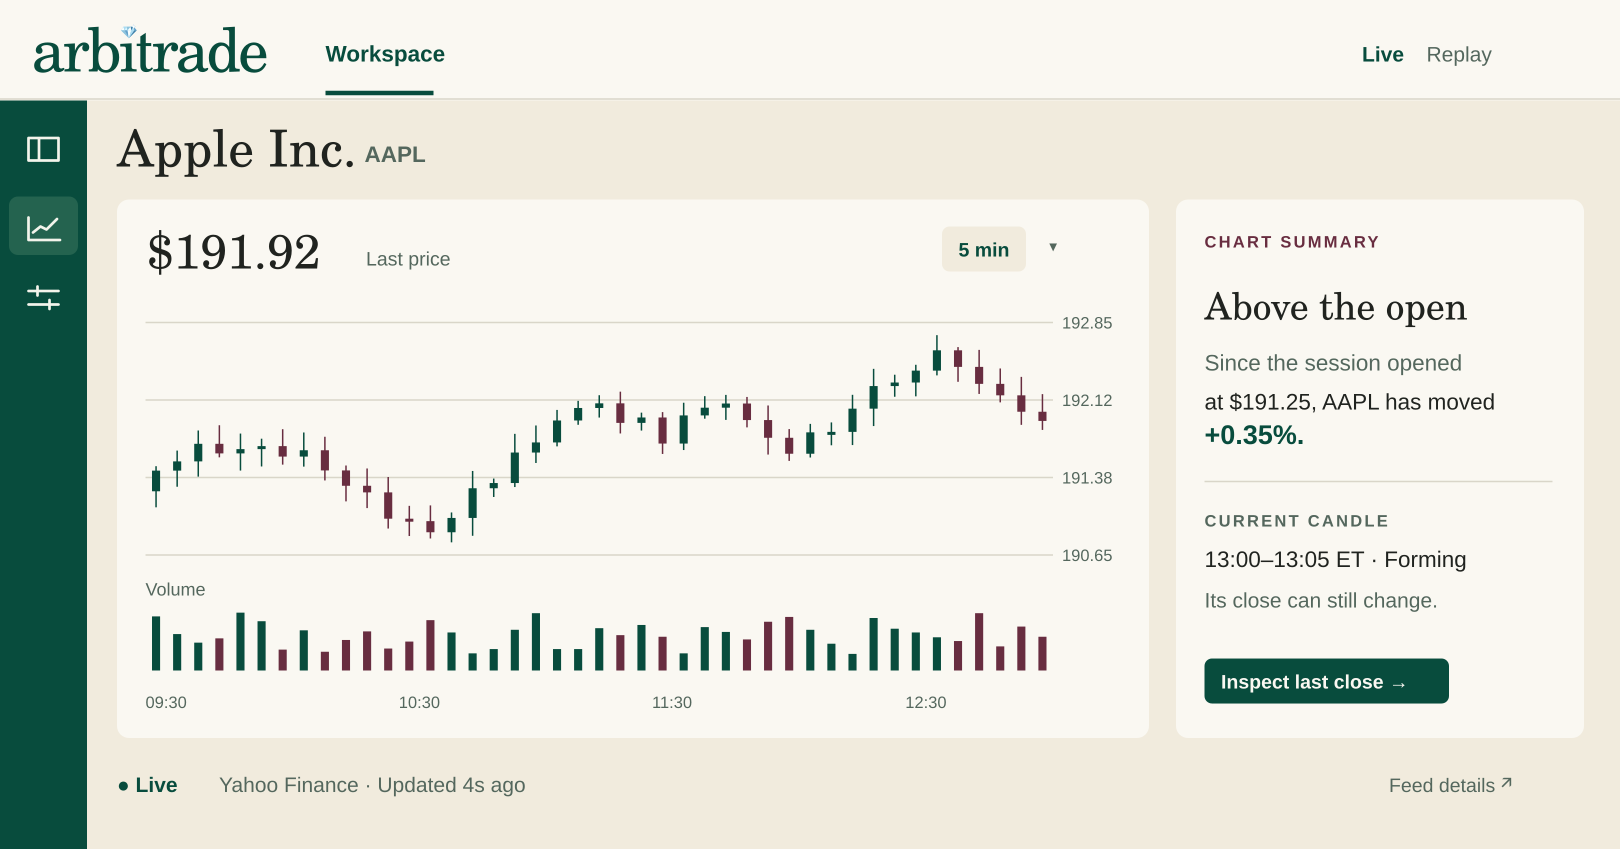 arbitrade
Workspace
Live
Replay
Apple Inc. AAPL
$191.92
Last price
5 min ▼
192.85
192.12
191.38
190.65
Volume
09:30
10:30
11:30
12:30
CHART SUMMARY
Above the open
Since the session opened
at $191.25, AAPL has moved
+0.35%.
CURRENT CANDLE
13:00–13:05 ET · Forming
Its close can still change.
Inspect last close →
● Live
Yahoo Finance · Updated 4s ago
Feed details ↗